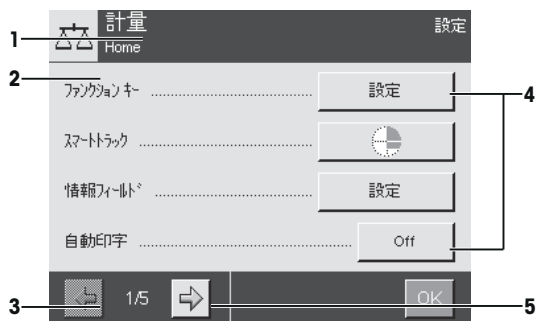 計量
Home
設定
ファンクション キー ................................ 設定
スマートトラック ................................
情報フィールド ................................ 設定
自動印字 ................................ Off
1/5
OK
1
2
3
4
5